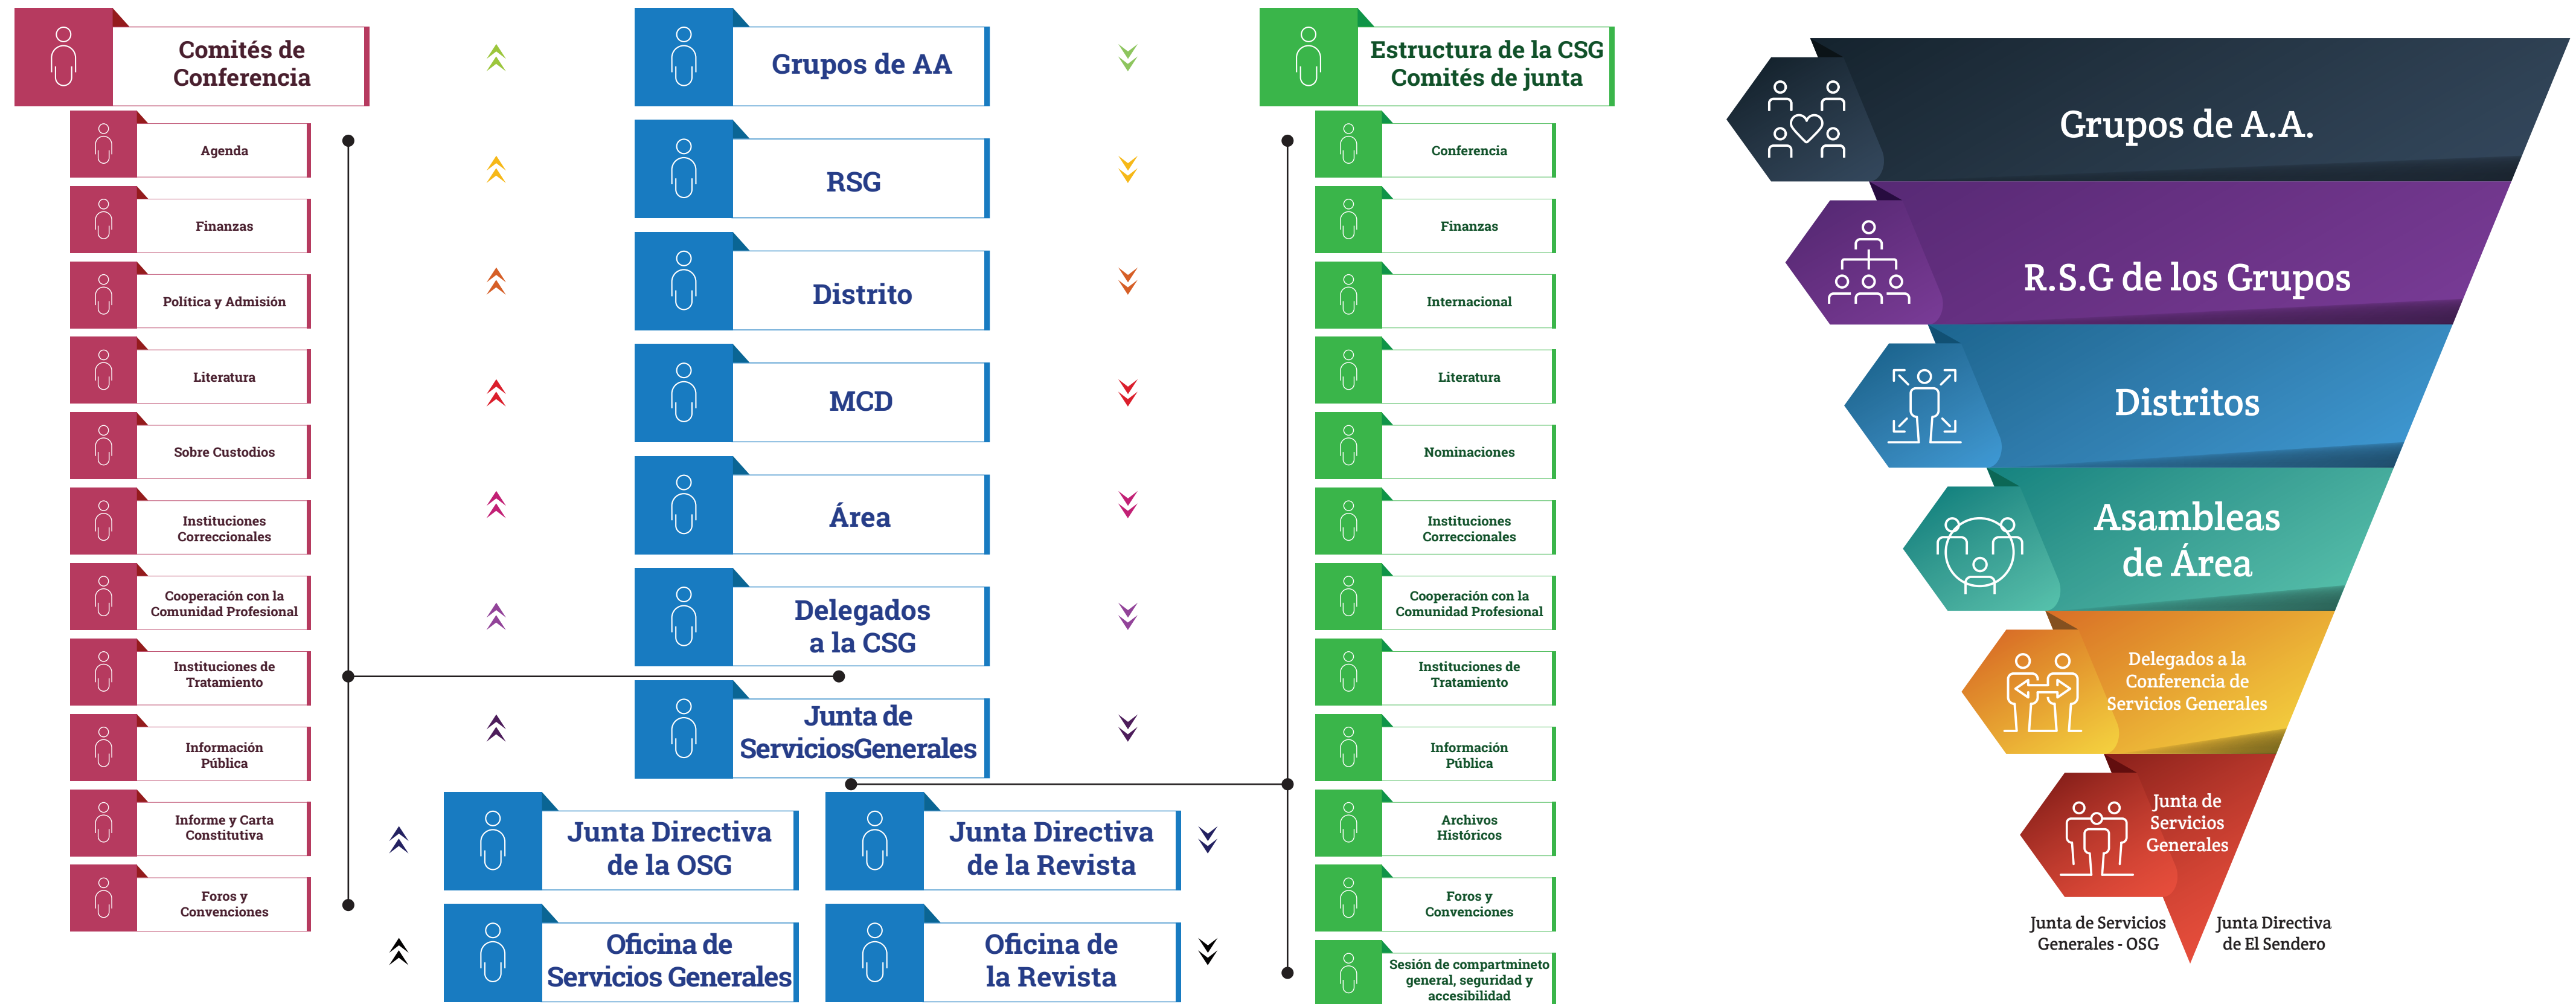 Comités de
Conferencia
Agenda
Finanzas
Política y Admisión
Literatura
Sobre Custodios
Instituciones
Correccionales
Cooperación con la
Comunidad Profesional
Instituciones de
Tratamiento
Información
Pública
Informe y Carta
Constitutiva
Foros y
Convenciones
Grupos de AA
RSG
Distrito
MCD
Área
Delegados
a la CSG
Junta de
ServiciosGenerales
Junta Directiva
de la OSG
Junta Directiva
de la Revista
Oficina de
Servicios Generales
Oficina de
la Revista
Estructura de la CSG
Comités de junta
Conferencia
Finanzas
Internacional
Literatura
Nominaciones
Instituciones
Correccionales
Cooperación con la
Comunidad Profesional
Instituciones de
Tratamiento
Información
Pública
Archivos
Históricos
Foros y
Convenciones
Sesión de compartmineto
general, seguridad y
accesibilidad
Grupos de A.A.
R.S.G de los Grupos
Distritos
Asambleas
de Área
Delegados a la
Conferencia de
Servicios Generales
Junta de
Servicios
Generales
Junta de Servicios
Generales - OSG
Junta Directiva
de El Sendero